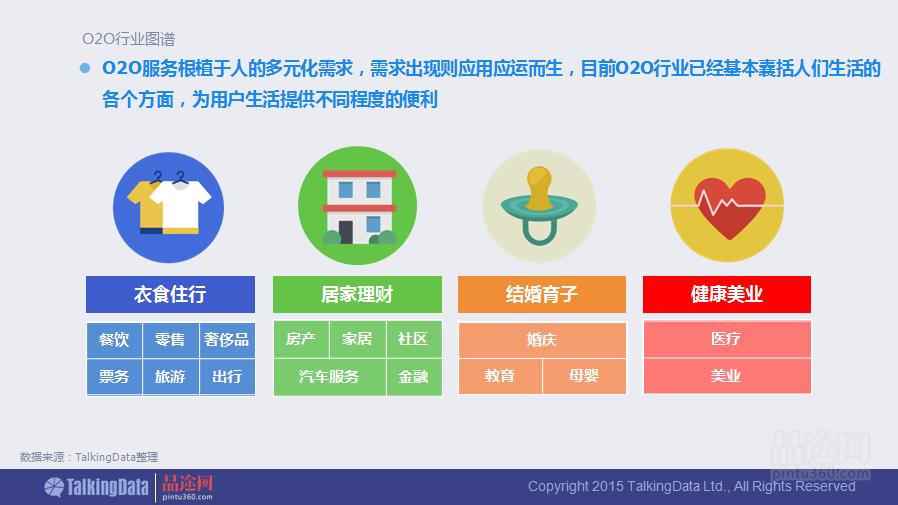 O2O行业图谱
O2O服务根植于人的多元化需求，需求出现则应用应运而生，目前O2O行业已经基本囊括人们生活的
各个方面，为用户生活提供不同程度的便利
衣食住行
居家理财
结婚育子
健康美业
餐饮 零售 奢侈品
票务 旅游 出行
房产 家居 社区
汽车服务 金融
婚庆
教育 母婴
医疗
美业
数据来源：TalkingData整理
品途网
pintu360.com
TalkingData
品途网
pintu360.com
Copyright 2015 TalkingData Ltd., All Rights Reserved